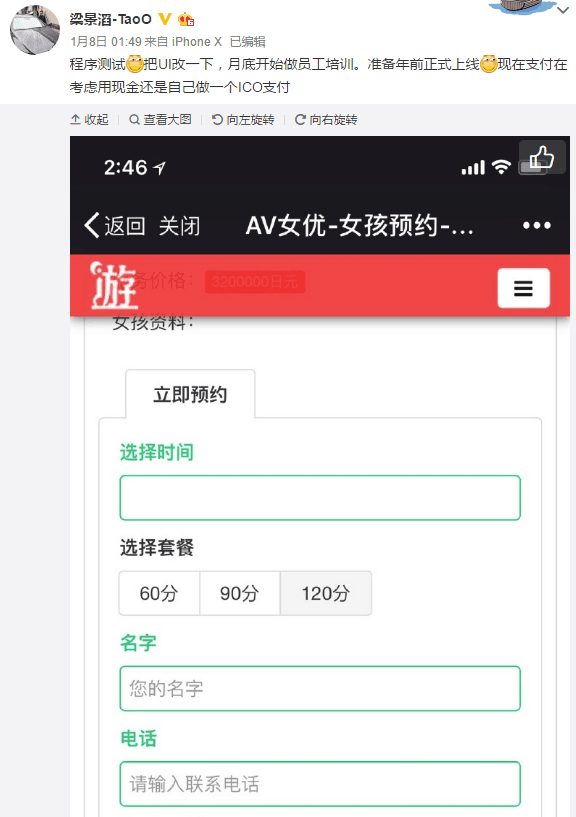 梁景滔-TaoO
1月8日 01:49 来自 iPhone X 已编辑
程序测试把UI改一下，月底开始做员工培训。准备年前正式上线现在支付在
考虑用现金还是自己做一个ICO支付
收起 查看大图 向左旋转 向右旋转
2:46
返回 关闭 AV女优-女孩预约-...
游 务价格： 3200000日元
女孩资料：
立即预约
选择时间
选择套餐
60分 90分 120分
名字
您的名字
电话
请输入联系电话